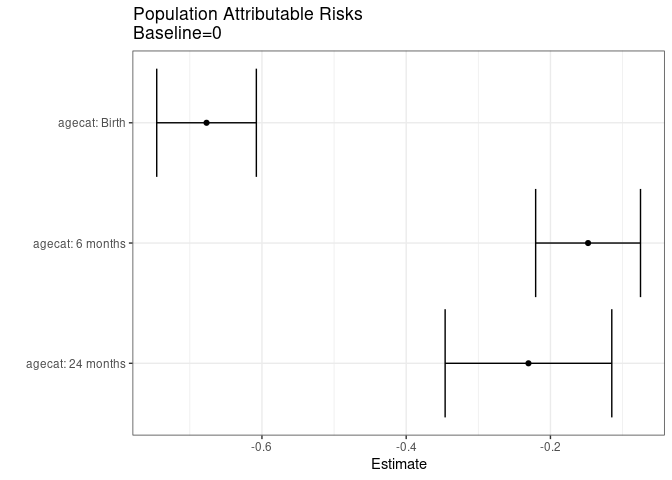 Population Attributable Risks
Baseline=0
agecat: Birth
agecat: 6 months
agecat: 24 months
-0.6
-0.4
-0.2
Estimate